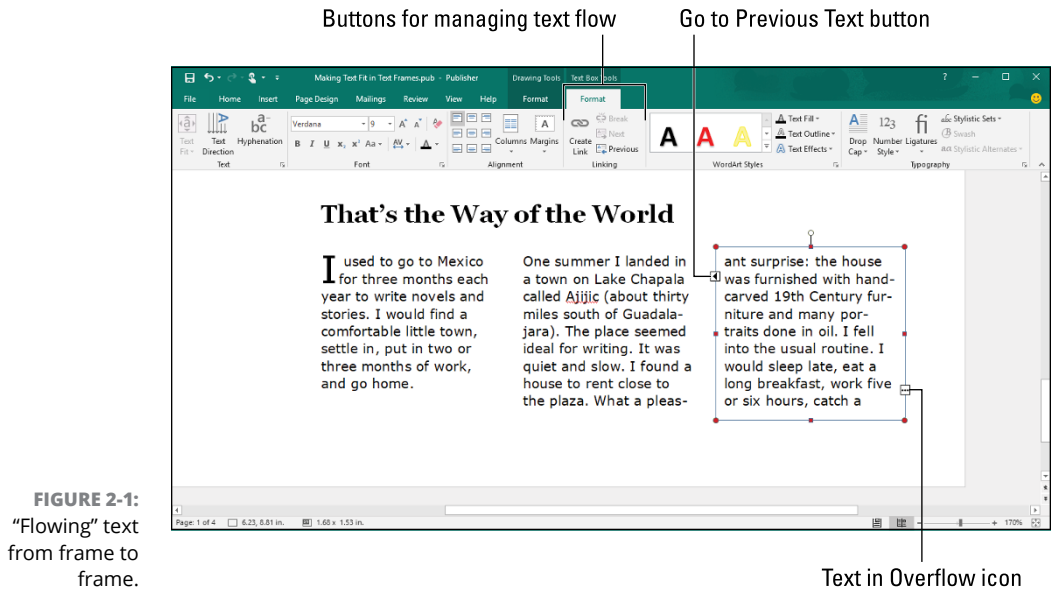 Buttons for managing text flow
Go to Previous Text button
Making Text Fit in Text Frames.pub - Publisher
Drawing Tools
Text Box Tools
?
File
Home
Insert
Page Design
Mailings
Review
View
Help
Format
Format
Text Fit
Text Direction
abc
Hyphenation
Text
Verdana
9
A A
B I U x₂ x² Aa AV A
Font
Columns
A
Margins
Alignment
Create Link
Break
Next
Previous
Linking
A A A
WordArt Styles
Text Fill
Text Outline
Text Effects
Drop Cap
123
Number Style
fi
Ligatures
abc Stylistic Sets
Swash
Stylistic Alternates
Typography
That’s the Way of the World
I used to go to Mexico
for three months each
year to write novels and
stories. I would find a
comfortable little town,
settle in, put in two or
three months of work,
and go home.
One summer I landed in
a town on Lake Chapala
called Ajijic (about thirty
miles south of Guadala-
jara). The place seemed
ideal for writing. It was
quiet and slow. I found a
house to rent close to
the plaza. What a pleas-
ant surprise: the house
was furnished with hand-
carved 19th Century fur-
niture and many por-
traits done in oil. I fell
into the usual routine. I
would sleep late, eat a
long breakfast, work five
or six hours, catch a
Page: 1 of 4
6.23, 8.81 in.
1.68 x 1.53 in.
170%
FIGURE 2-1:
“Flowing” text
from frame to
frame.
Text in Overflow icon